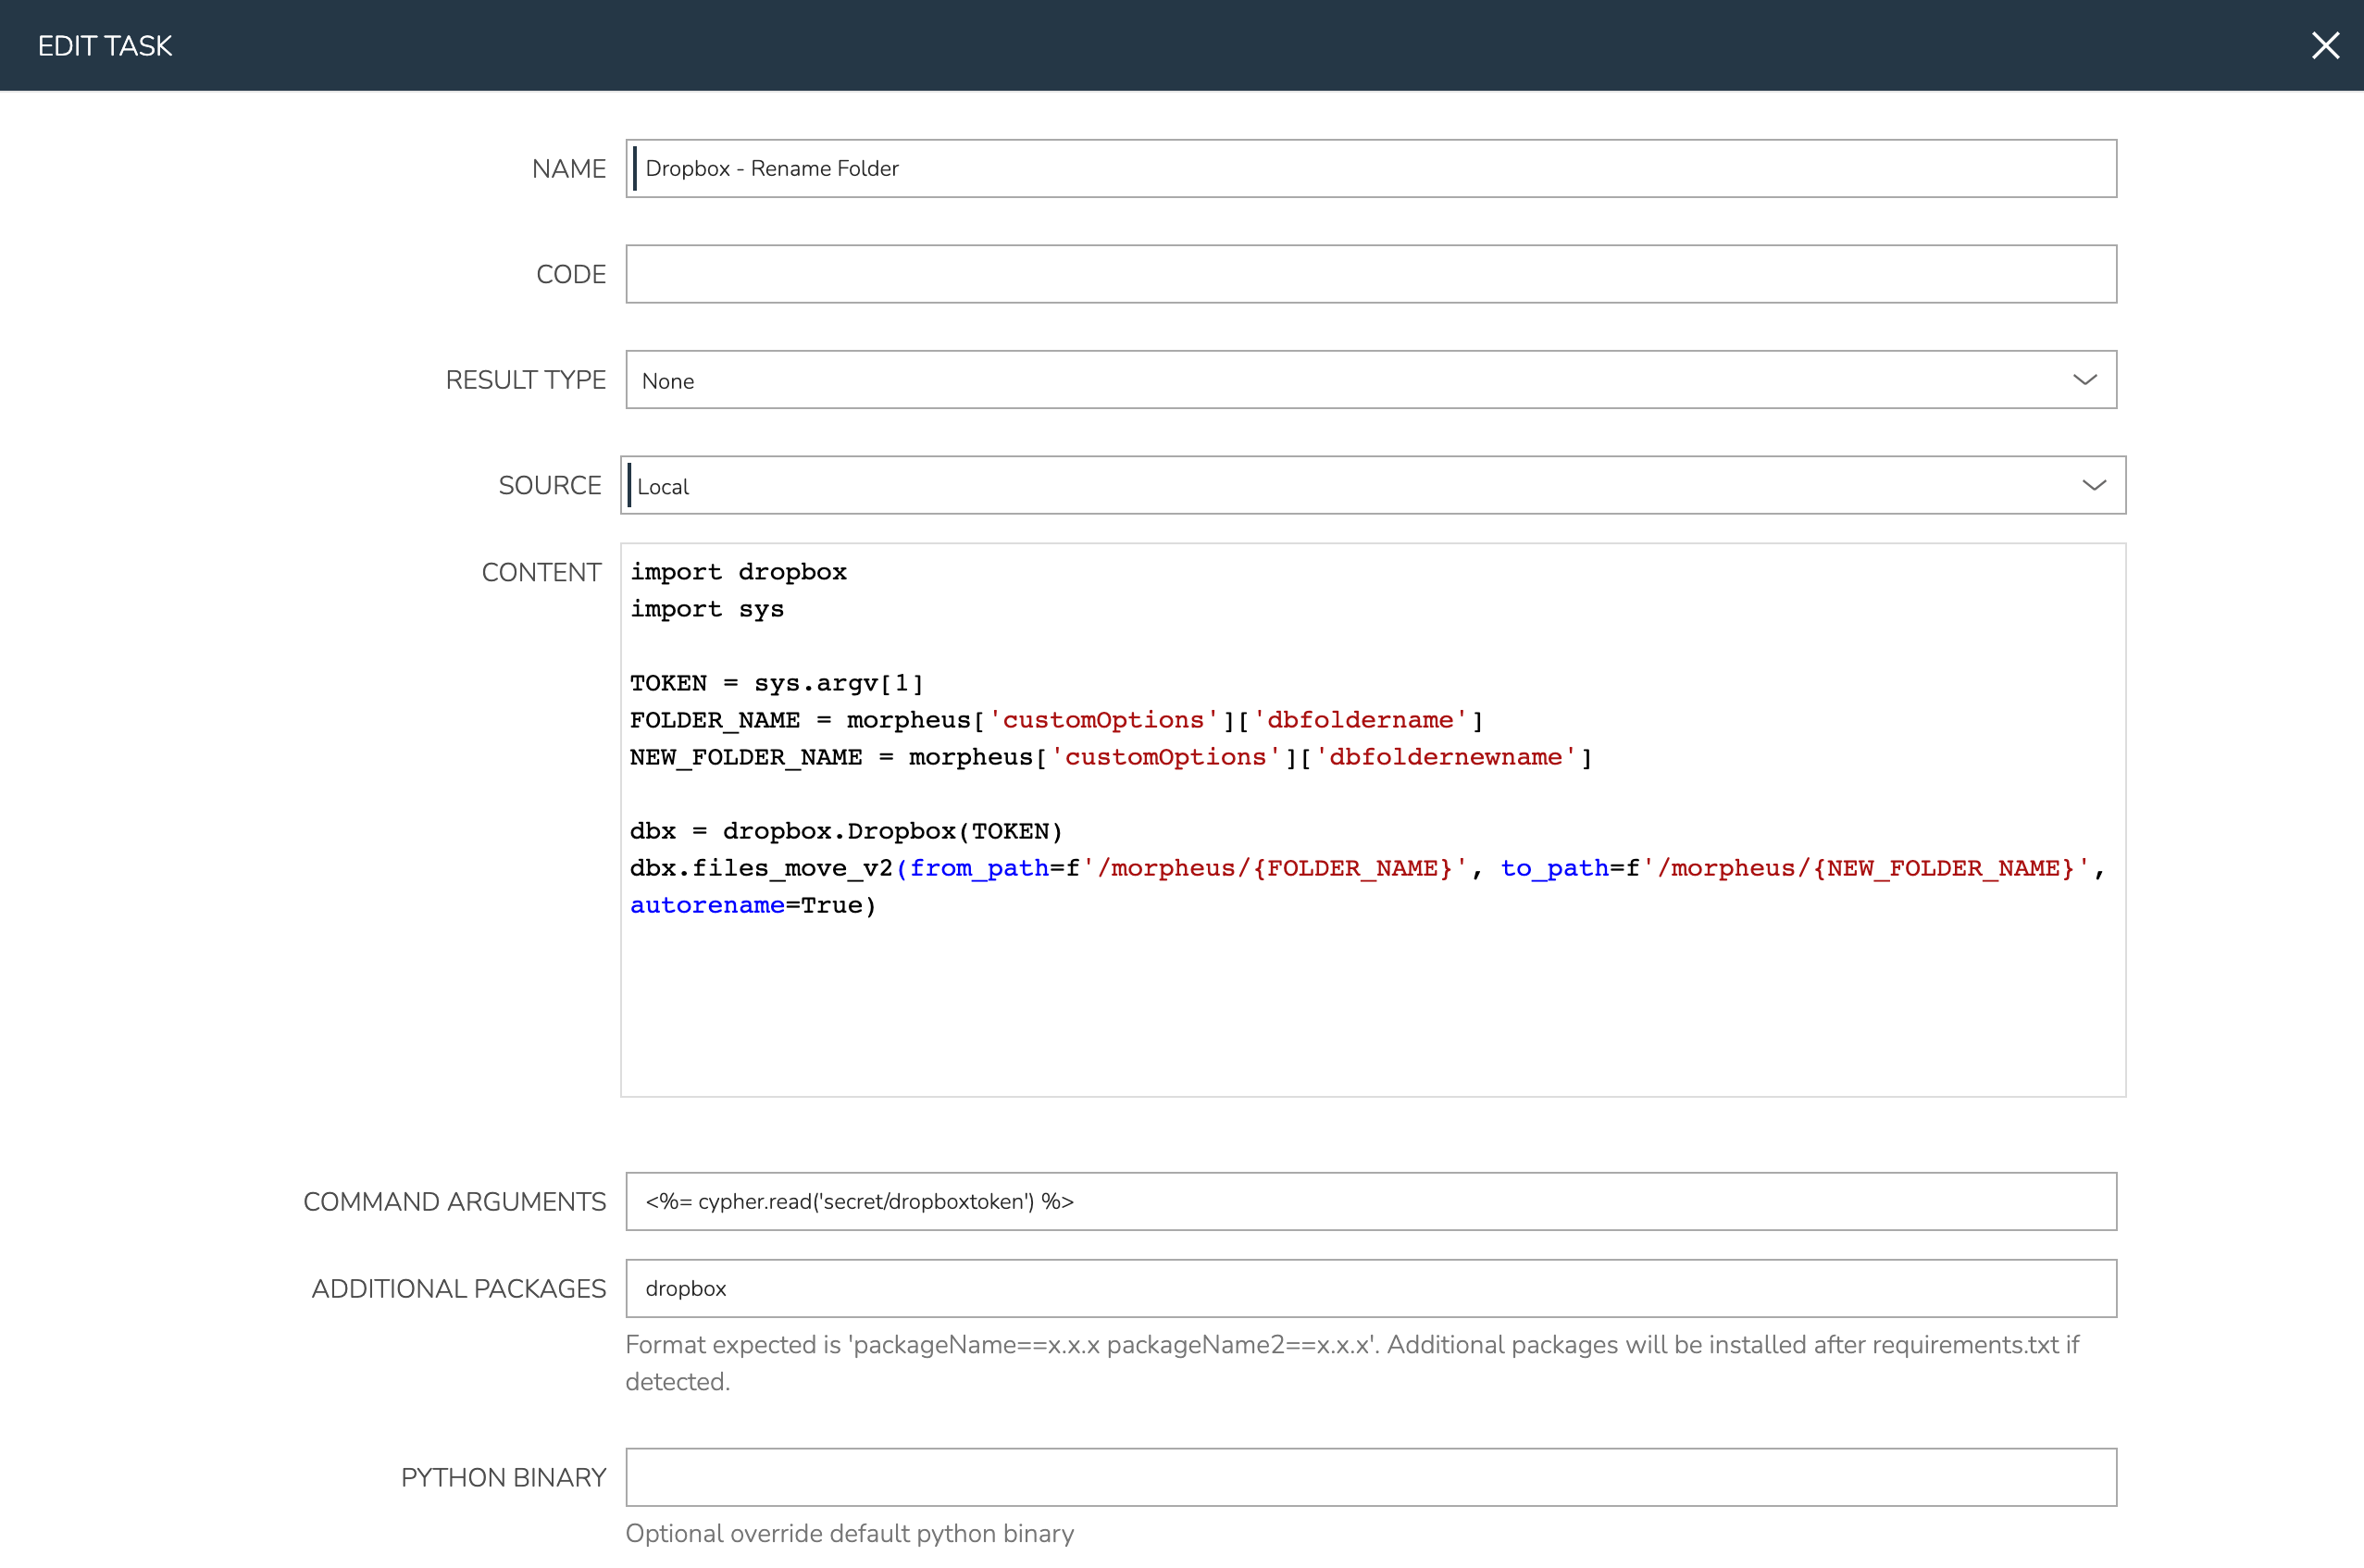 EDIT TASK
NAME
Dropbox - Rename Folder
CODE
RESULT TYPE
None
SOURCE
Local
CONTENT
import dropbox
import sys
TOKEN = sys.argv[1]
FOLDER_NAME = morpheus['customOptions']['dbfoldername']
NEW_FOLDER_NAME = morpheus['customOptions']['dbfoldernewname']
dbx = dropbox.Dropbox(TOKEN)
dbx.files_move_v2(from_path=f'/morpheus/{FOLDER_NAME}', to_path=f'/morpheus/{NEW_FOLDER_NAME}',
autorename=True)
COMMAND ARGUMENTS
<%= cypher.read('secret/dropboxtoken') %>
ADDITIONAL PACKAGES
dropbox
Format expected is 'packageName==x.x.x packageName2==x.x.x'. Additional packages will be installed after requirements.txt if
detected.
PYTHON BINARY
Optional override default python binary